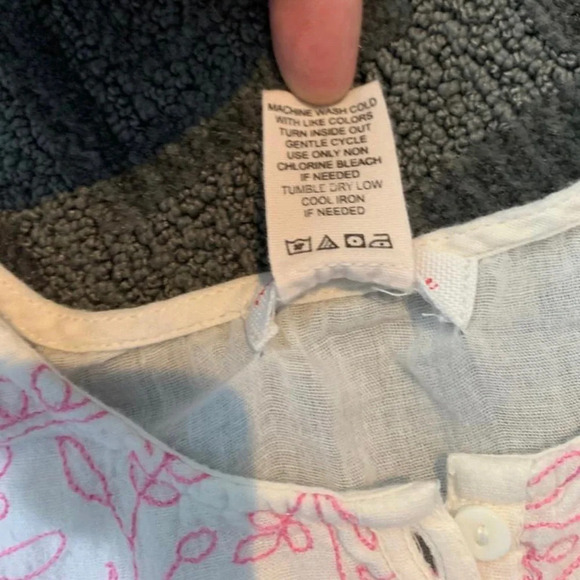 MACHINE WASH COLD
WITH LIKE COLORS
TURN INSIDE OUT
GENTLE CYCLE
USE ONLY NON
CHLORINE BLEACH
IF NEEDED
TUMBLE DRY LOW
COOL IRON
IF NEEDED